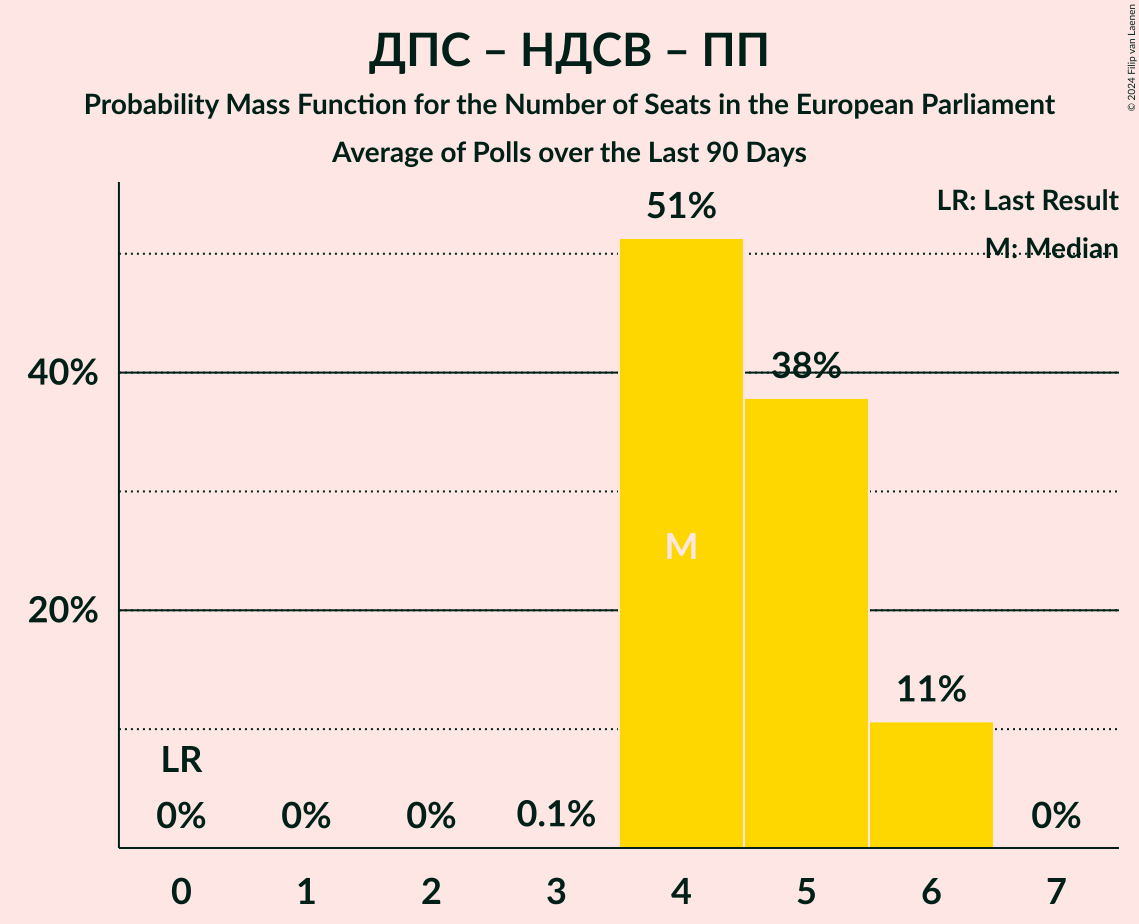 ДПС – НДСВ – ПП
Probability Mass Function for the Number of Seats in the European Parliament
Average of Polls over the Last 90 Days
© 2024 Filip van Laenen
LR: Last Result
M: Median
51%
40%
38%
M
20%
11%
LR
0% 0% 0% 0.1% 0%
0 1 2 3 4 5 6 7